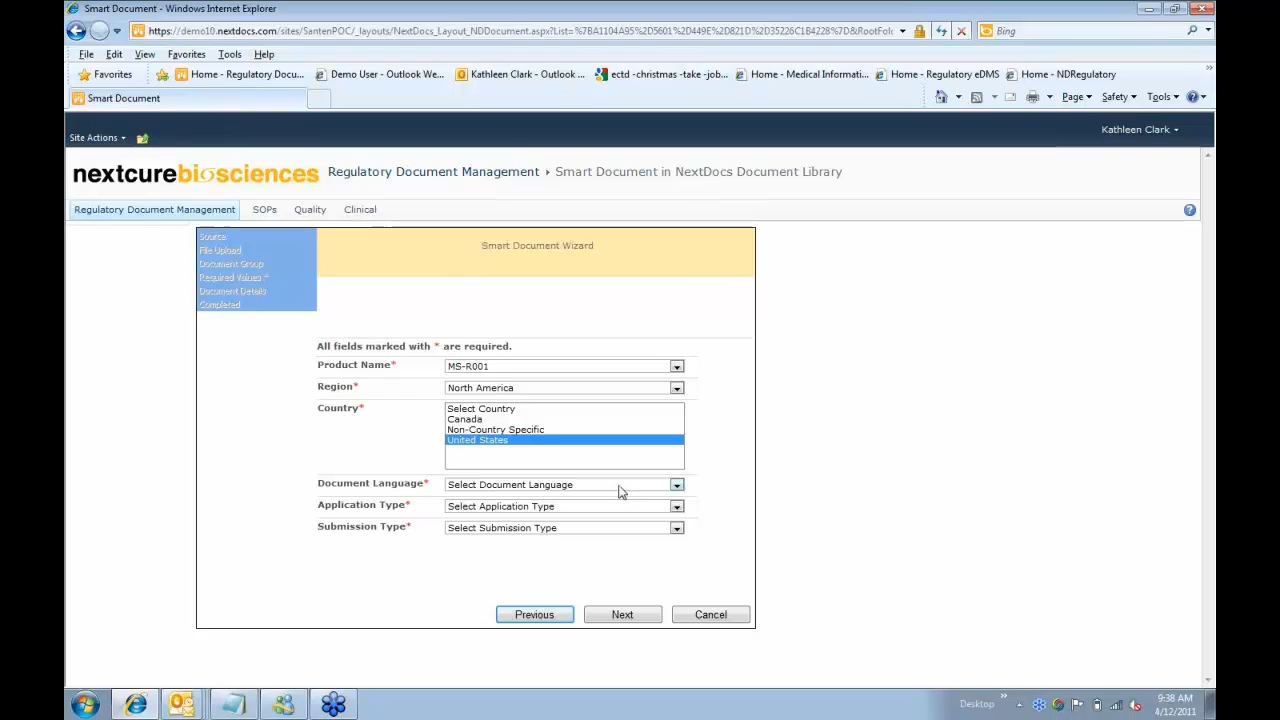 Smart Document - Windows Internet Explorer
https://demo10.nextdocs.com/sites/SantenPOC/_layouts/NextDocs_Layout_NDDocument.aspx?List=%7BA1104A95%2D5601%2D449E%2D821D%2D35226C1B4228%7D&RootFol
Bing
File Edit View Favorites Tools Help
Favorites
Home - Regulatory Docu...
Demo User - Outlook We...
Kathleen Clark - Outlook ...
ectd -christmas -take -job...
Home - Medical Informati...
Home - Regulatory eDMS
Home - NDRegulatory
Smart Document
Page Safety Tools
Site Actions
Kathleen Clark
nextcurebiosciences
Regulatory Document Management Smart Document in NextDocs Document Library
Regulatory Document Management SOPs Quality Clinical
Source
File Upload
Document Group
Required Values *
Document Details
Completed
Smart Document Wizard
All fields marked with * are required.
Product Name* MS-R001
Region* North America
Country* Select Country
Canada
Non-Country Specific
United States
Document Language* Select Document Language
Application Type* Select Application Type
Submission Type* Select Submission Type
Previous Next Cancel
Desktop
9:38 AM
4/12/2011